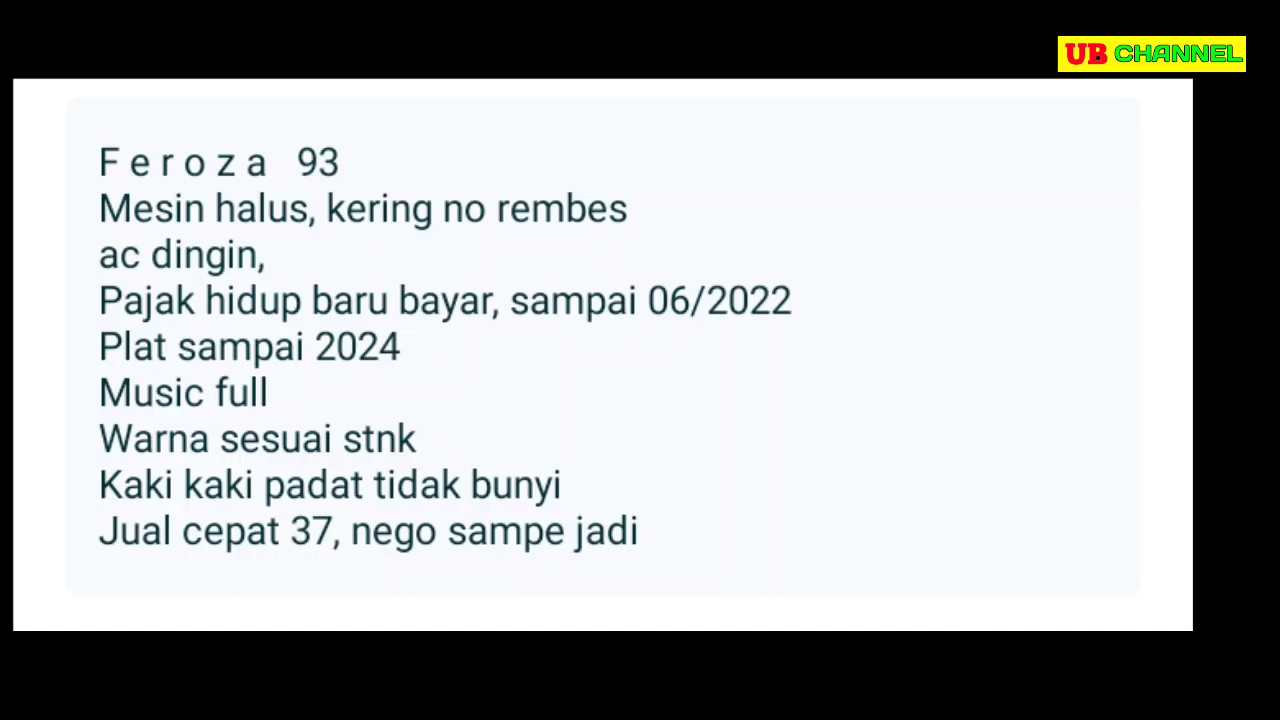 UB CHANNEL
F e r o z a 93
Mesin halus, kering no rembes
ac dingin,
Pajak hidup baru bayar, sampai 06/2022
Plat sampai 2024
Music full
Warna sesuai stnk
Kaki kaki padat tidak bunyi
Jual cepat 37, nego sampe jadi